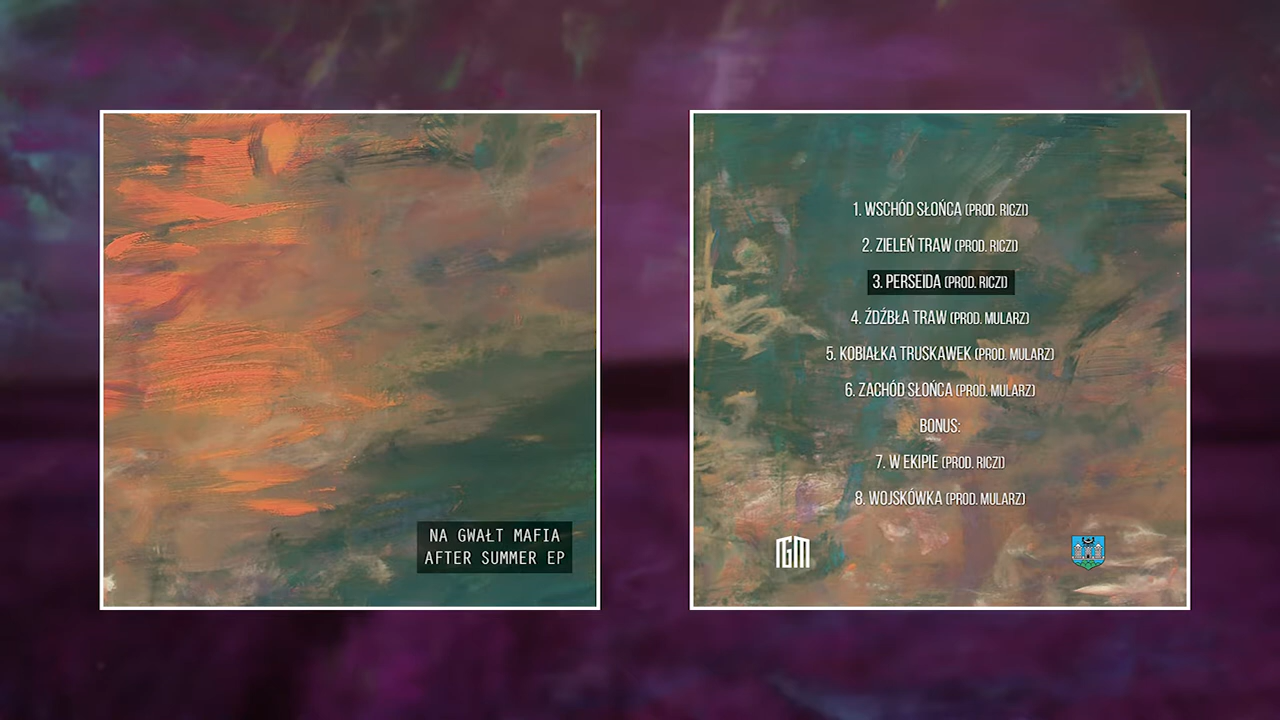 NA GWAŁT MAFIA
AFTER SUMMER EP
1. WSCHÓD SŁOŃCA (PROD. RICZI)
2. ZIELEŃ TRAW (PROD. RICZI)
3. PERSEIDA (PROD. RICZI)
4. ŹDŹBŁA TRAW (PROD. MULARZ)
5. KOBIAŁKA TRUSKAWEK (PROD. MULARZ)
6. ZACHÓD SŁOŃCA (PROD. MULARZ)
BONUS:
7. W EKIPIE (PROD. RICZI)
8. WOJSKÓWKA (PROD. MULARZ)
NGM